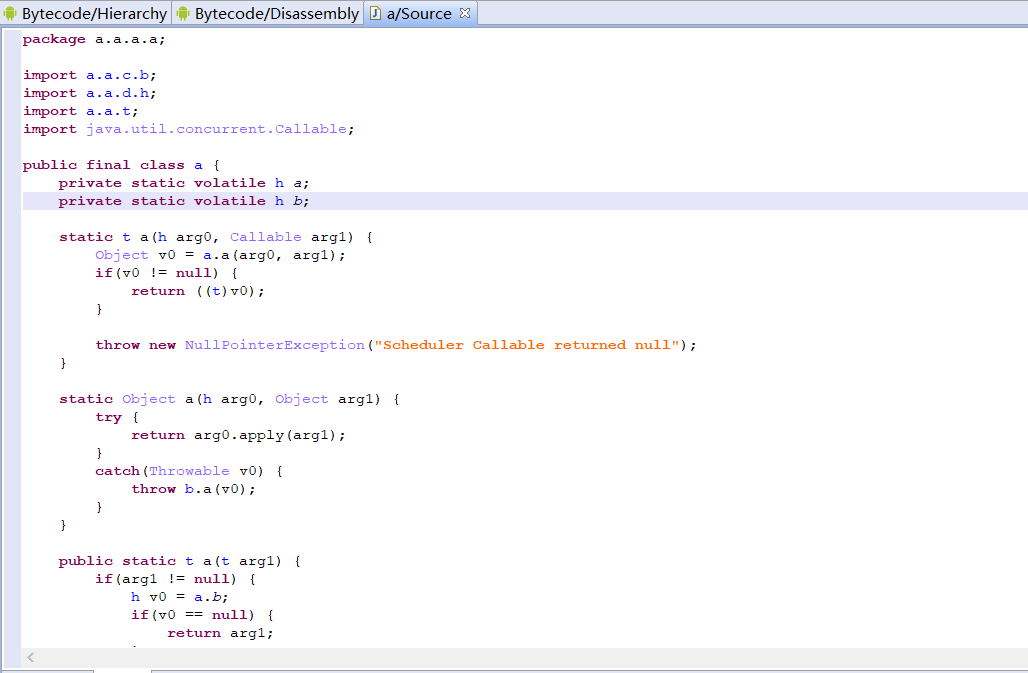 Bytecode/Hierarchy Bytecode/Disassembly a/Source
package a.a.a.a;
import a.a.c.b;
import a.a.d.h;
import a.a.t;
import java.util.concurrent.Callable;
public final class a {
private static volatile h a;
private static volatile h b;
static t a(h arg0, Callable arg1) {
Object v0 = a.a(arg0, arg1);
if(v0 != null) {
return ((t)v0);
}
throw new NullPointerException("Scheduler Callable returned null");
}
static Object a(h arg0, Object arg1) {
try {
return arg0.apply(arg1);
}
catch(Throwable v0) {
throw b.a(v0);
}
}
public static t a(t arg1) {
if(arg1 != null) {
h v0 = a.b;
if(v0 == null) {
return arg1;